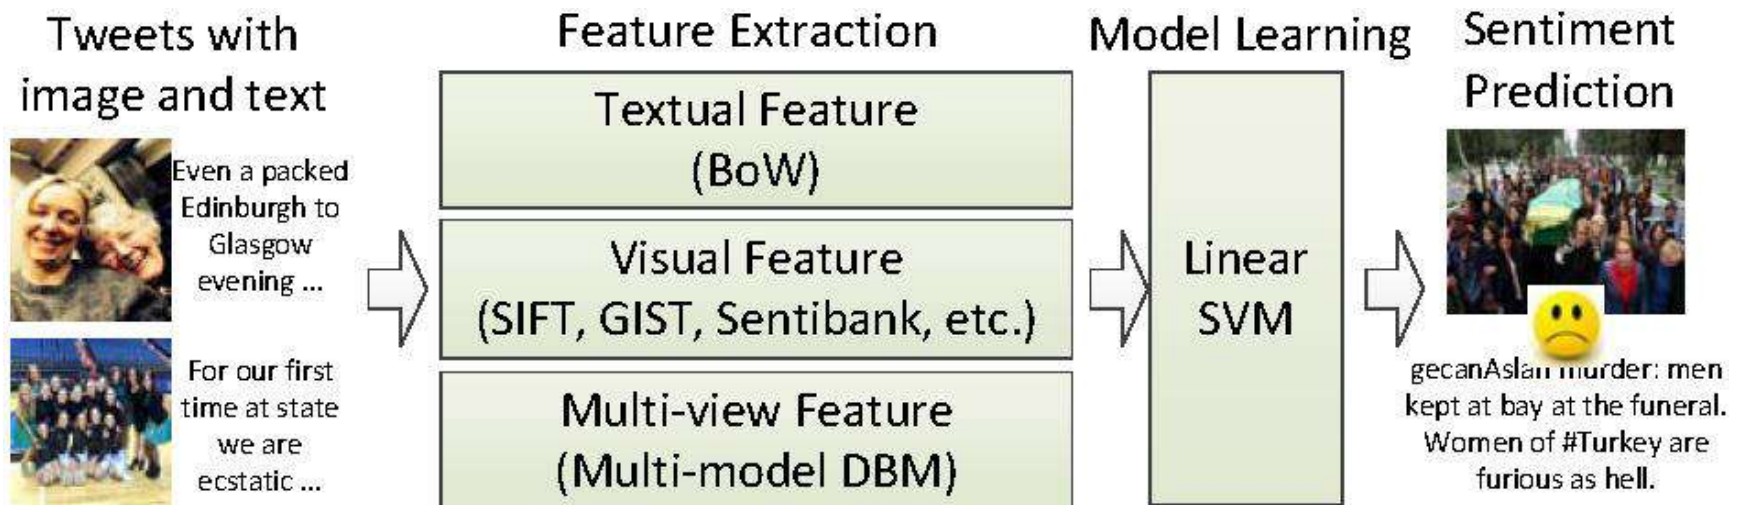 Tweets with
image and text
Even a packed
Edinburgh to
Glasgow
evening ...
For our first
time at state
we are
ecstatic ...
Feature Extraction
Textual Feature
(BoW)
Visual Feature
(SIFT, GIST, Sentibank, etc.)
Multi-view Feature
(Multi-model DBM)
Model Learning
Linear
SVM
Sentiment
Prediction
gecanAslan murder: men
kept at bay at the funeral.
Women of #Turkey are
furious as hell.